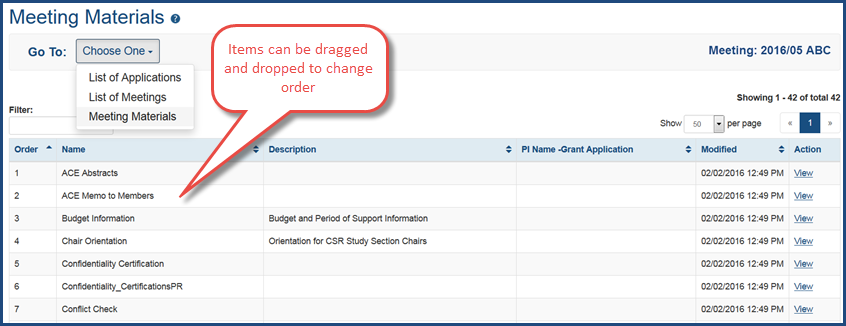 Meeting Materials ?
Go To: Choose One
Items can be dragged
and dropped to change
order
Meeting: 2016/05 ABC
List of Applications
List of Meetings
Meeting Materials
Showing 1 - 42 of total 42
Filter:
Show 50 per page « 1 »
Order Name Description PI Name -Grant Application Modified Action
1 ACE Abstracts 02/02/2016 12:49 PM View
2 ACE Memo to Members 02/02/2016 12:49 PM View
3 Budget Information Budget and Period of Support Information 02/02/2016 12:49 PM View
4 Chair Orientation Orientation for CSR Study Section Chairs 02/02/2016 12:49 PM View
5 Confidentiality Certification 02/02/2016 12:49 PM View
6 Confidentiality_CertificationsPR 02/02/2016 12:49 PM View
7 Conflict Check 02/02/2016 12:49 PM View